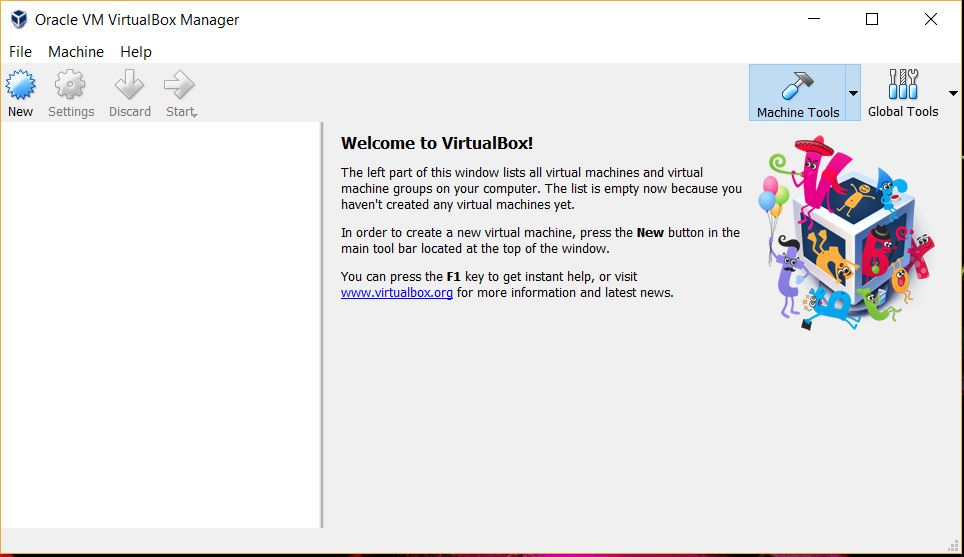 Oracle VM VirtualBox Manager
File Machine Help
New Settings Discard Start Machine Tools Global Tools
Welcome to VirtualBox!
The left part of this window lists all virtual machines and virtual
machine groups on your computer. The list is empty now because you
haven't created any virtual machines yet.
In order to create a new virtual machine, press the New button in the
main tool bar located at the top of the window.
You can press the F1 key to get instant help, or visit
www.virtualbox.org for more information and latest news.